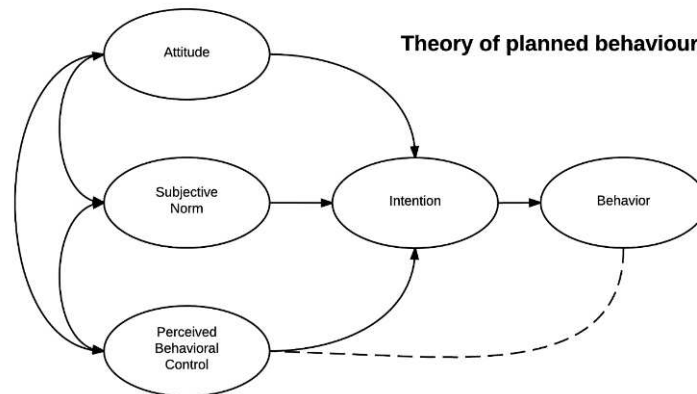 Theory of planned behaviour
Attitude
Subjective
Norm
Intention
Behavior
Perceived
Behavioral
Control